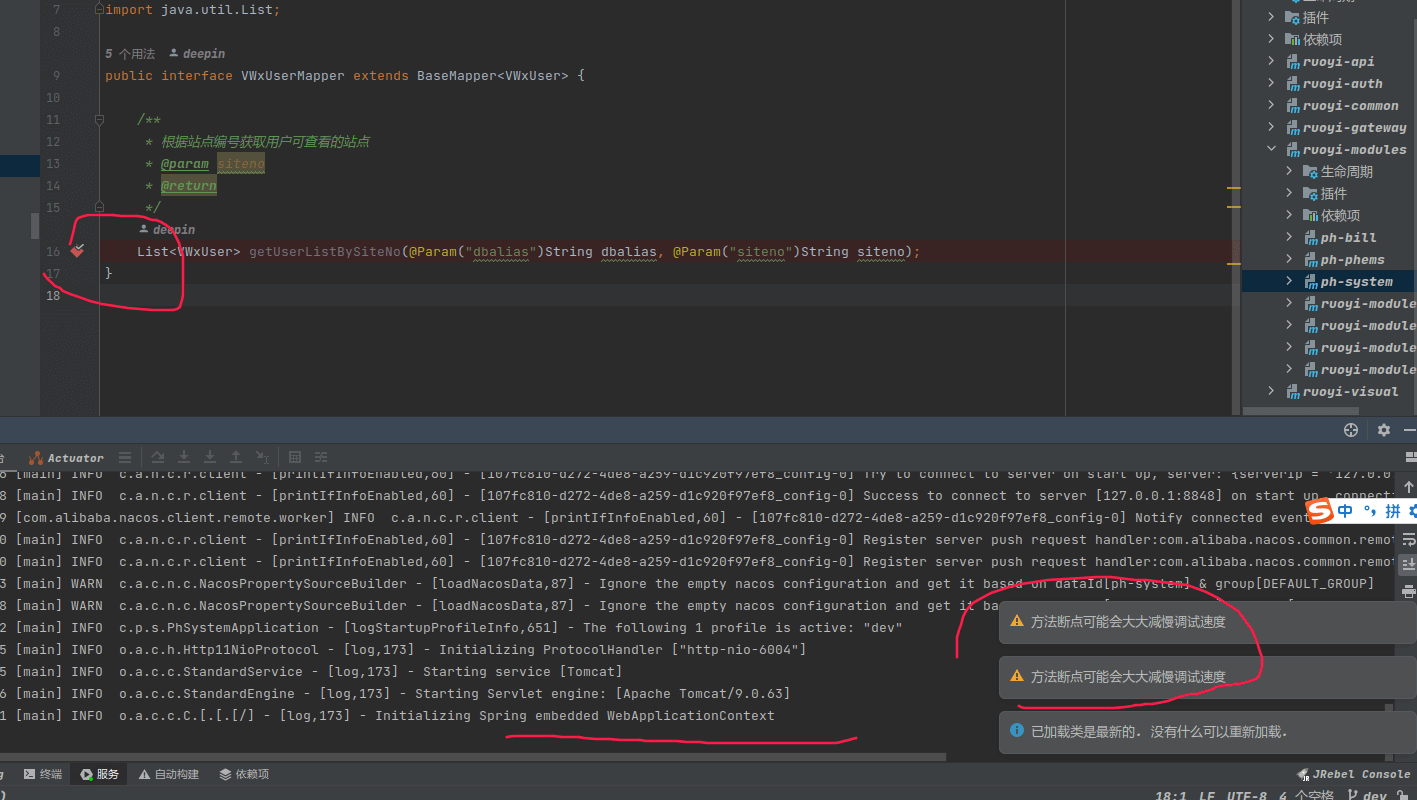 7 import java.util.List;
8
5 个用法 deepin
9 public interface VWxUserMapper extends BaseMapper<VWxUser> {
10
11 /**
12 * 根据站点编号获取用户可查看的站点
13 * @param siteno
14 * @return
15 */
deepin
16 List<VWxUser> getUserListBySiteNo(@Param("dbalias")String dbalias, @Param("siteno")String siteno);
17 }
18
插件
依赖项
ruoyi-api
ruoyi-auth
ruoyi-common
ruoyi-gateway
ruoyi-modules
生命周期
插件
依赖项
ph-bill
ph-phems
ph-system
ruoyi-module
ruoyi-module
ruoyi-module
ruoyi-module
ruoyi-visual
Actuator
6 [main] INFO c.a.n.c.r.client - [printIfInfoEnabled,60] - [107fc810-d272-4de8-a259-d1c920f97ef8_config-0] Try to connect to server on start up, server: {serverIp = '127.0.0
8 [main] INFO c.a.n.c.r.client - [printIfInfoEnabled,60] - [107fc810-d272-4de8-a259-d1c920f97ef8_config-0] Success to connect to server [127.0.0.1:8848] on start up, connecti
9 [com.alibaba.nacos.client.remote.worker] INFO c.a.n.c.r.client - [printIfInfoEnabled,60] - [107fc810-d272-4de8-a259-d1c920f97ef8_config-0] Notify connected event
0 [main] INFO c.a.n.c.r.client - [printIfInfoEnabled,60] - [107fc810-d272-4de8-a259-d1c920f97ef8_config-0] Register server push request handler:com.alibaba.nacos.common.remot
0 [main] INFO c.a.n.c.r.client - [printIfInfoEnabled,60] - [107fc810-d272-4de8-a259-d1c920f97ef8_config-0] Register server push request handler:com.alibaba.nacos.common.remot
3 [main] WARN c.a.c.n.c.NacosPropertySourceBuilder - [loadNacosData,87] - Ignore the empty nacos configuration and get it based on dataId[ph-system] & group[DEFAULT_GROUP]
8 [main] WARN c.a.c.n.c.NacosPropertySourceBuilder - [loadNacosData,87] - Ignore the empty nacos configuration and get it bas
2 [main] INFO c.p.s.PhSystemApplication - [logStartupProfileInfo,651] - The following 1 profile is active: "dev"
5 [main] INFO o.a.c.h.Http11NioProtocol - [log,173] - Initializing ProtocolHandler ["http-nio-6004"]
5 [main] INFO o.a.c.c.StandardService - [log,173] - Starting service [Tomcat]
6 [main] INFO o.a.c.c.StandardEngine - [log,173] - Starting Servlet engine: [Apache Tomcat/9.0.63]
1 [main] INFO o.a.c.c.C.[.[.[/] - [log,173] - Initializing Spring embedded WebApplicationContext
中 °, 拼
方法断点可能会大大减慢调试速度
方法断点可能会大大减慢调试速度
已加载类是最新的. 没有什么可以重新加载.
终端 服务 自动构建 依赖项 JRebel Console
18:1 LF UTF-8 4 个空格 dev